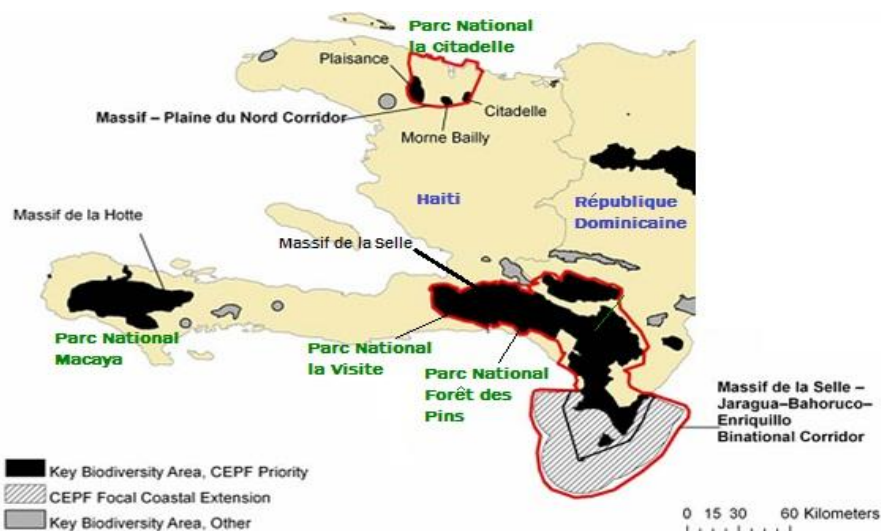 Parc National
la Citadelle
Plaisance
Citadelle
Massif – Plaine du Nord Corridor
Morne Bailly
Haiti
République
Dominicaine
Massif de la Hotte
Massif de la Selle
Parc National
Macaya
Parc National
la Visite
Parc National
Forêt des
Pins
Massif de la Selle –
Jaragua–Bahoruco–
Enriquillo
Binational Corridor
Key Biodiversity Area, CEPF Priority
CEPF Focal Coastal Extension
Key Biodiversity Area, Other
0 15 30 60 Kilometers